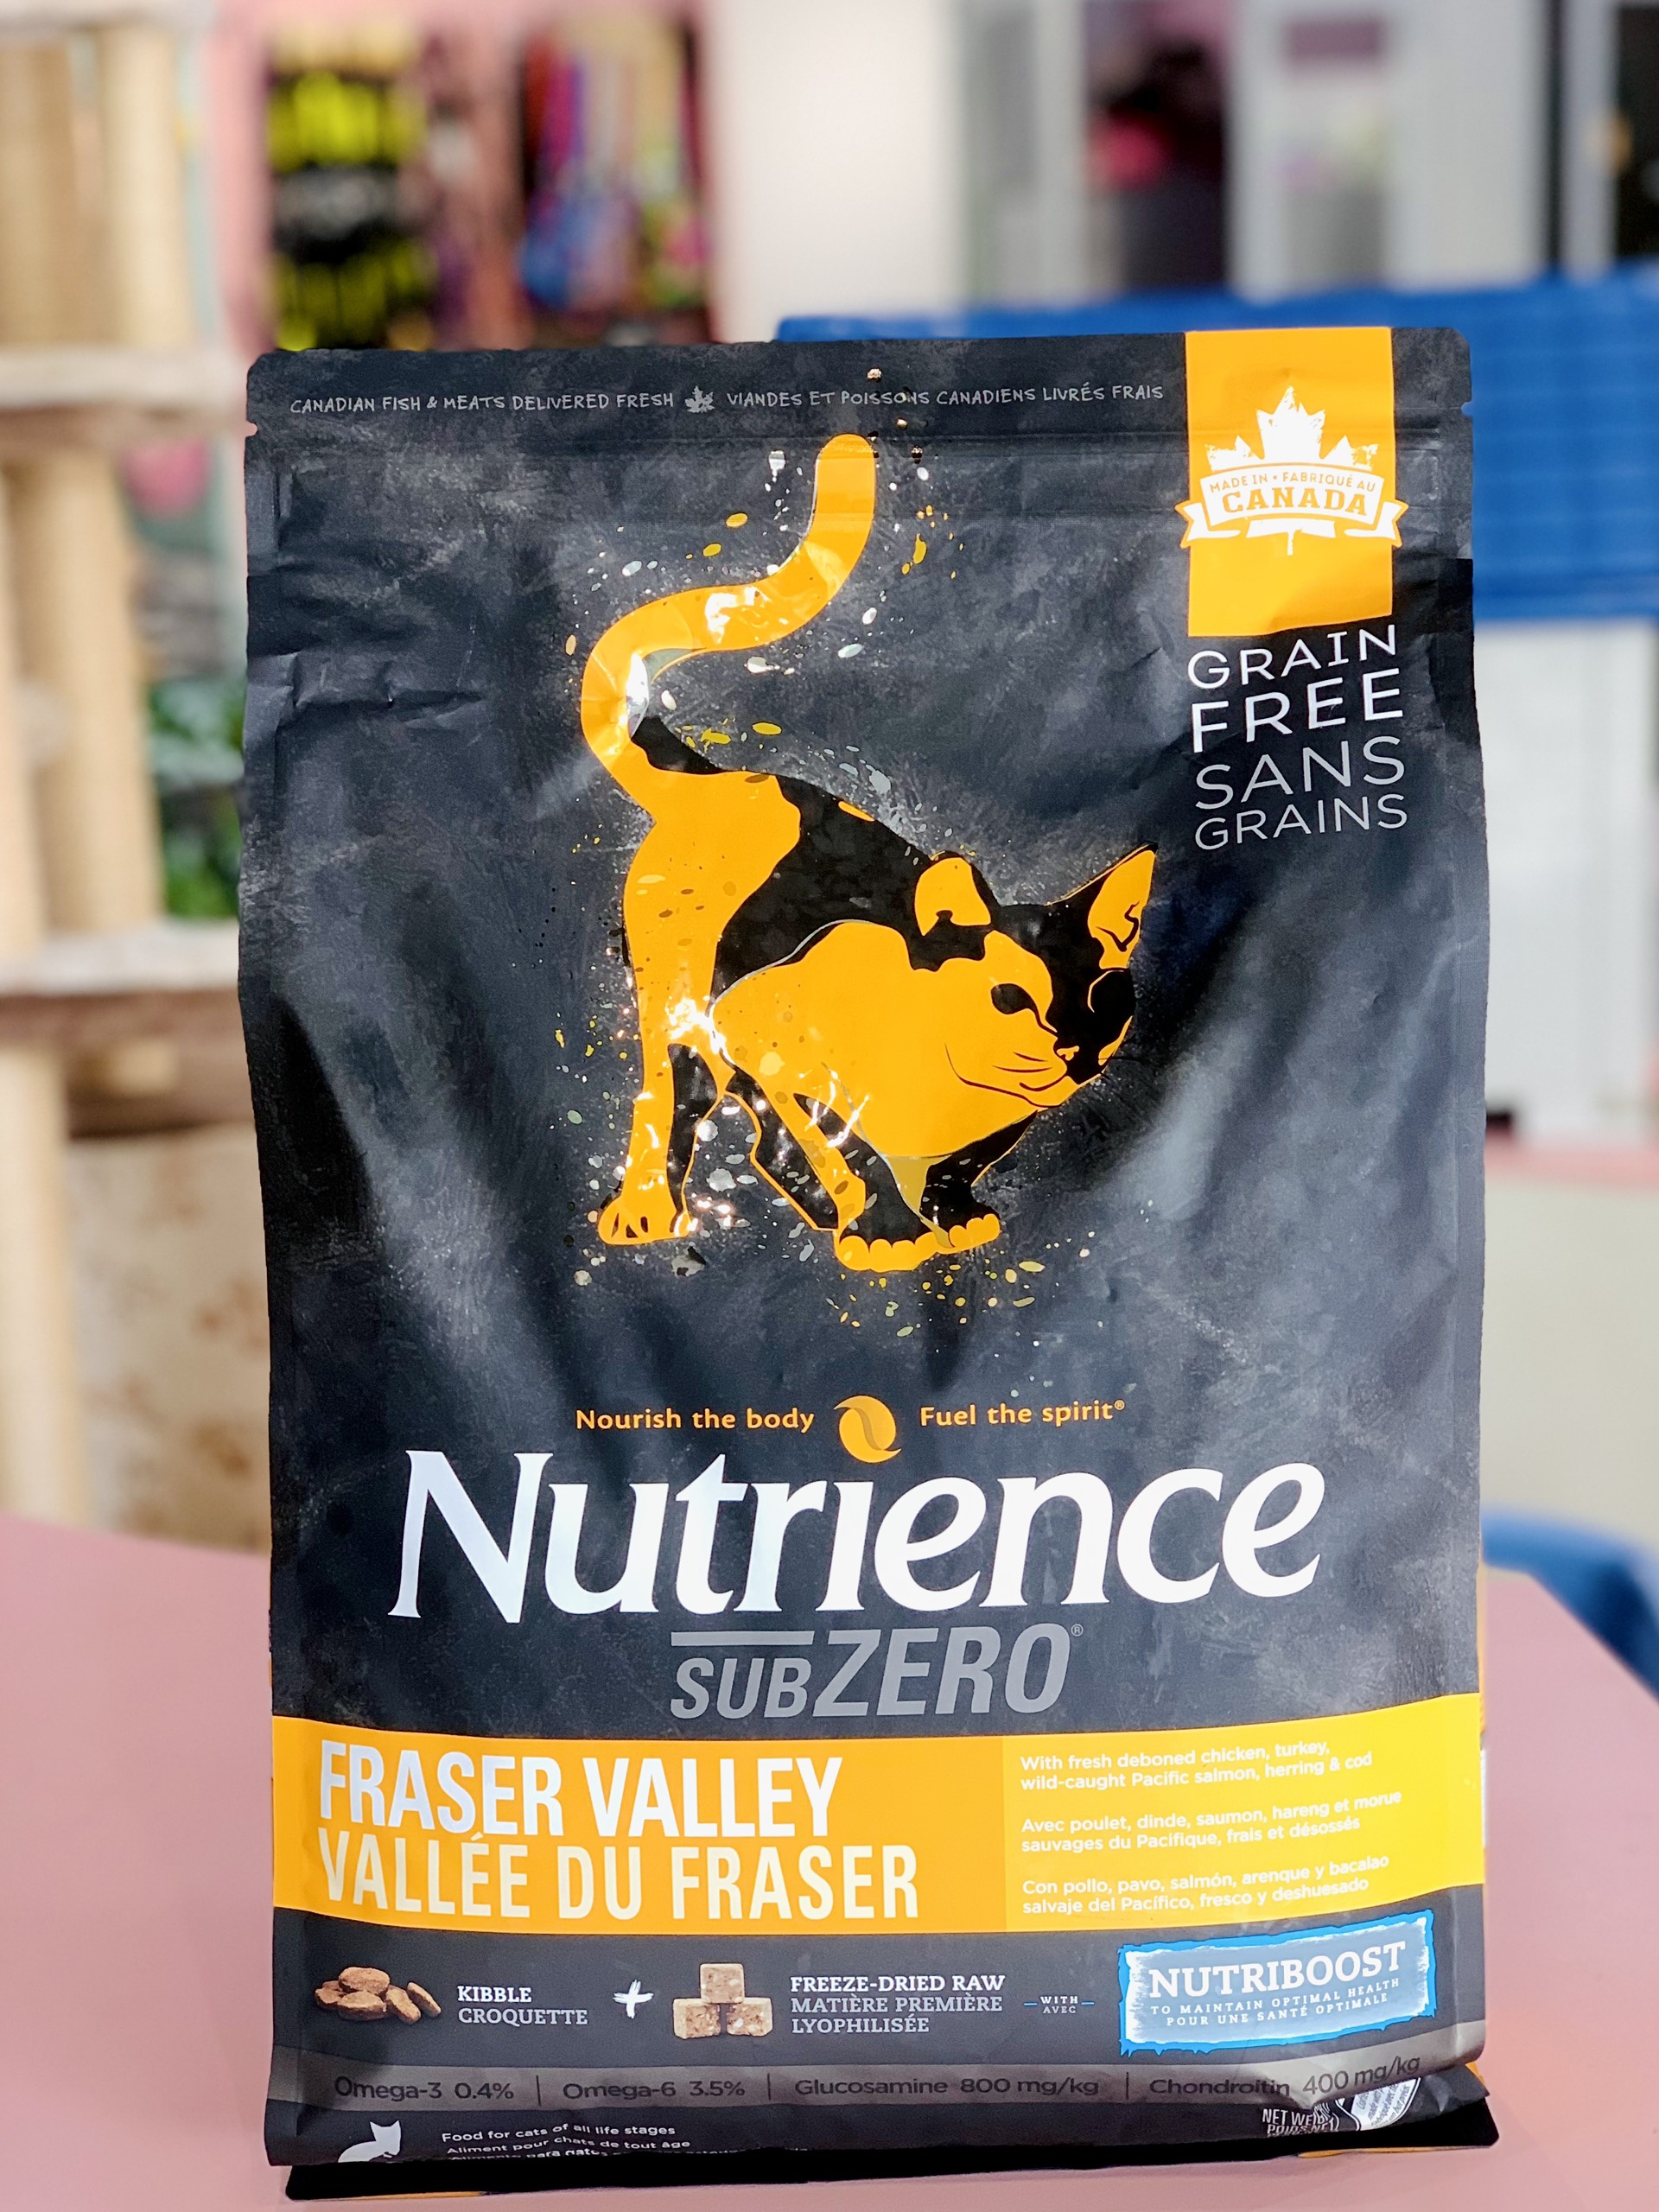 CANADIAN FISH & MEATS DELIVERED FRESH VIANDES ET POISSONS CANADIENS LIVRÉS FRAIS
MADE IN • FABRIQUÉ AU
CANADA
GRAIN
FREE
SANS
GRAINS
Nourish the body Fuel the spirit®
Nutrience
SUBZERO®
FRASER VALLEY
VALLÉE DU FRASER
With fresh deboned chicken, turkey,
wild-caught Pacific salmon, herring & cod
Avec poulet, dinde, saumon, hareng et morue
sauvages du Pacifique, frais et désossés
Con pollo, pavo, salmón, arenque y bacalao
salvaje del Pacífico, fresco y deshuesado
KIBBLE
CROQUETTE
+
FREEZE-DRIED RAW
MATIÈRE PREMIÈRE
LYOPHILISÉE
WITH
AVEC
NUTRIBOOST
TO MAINTAIN OPTIMAL HEALTH
POUR UNE SANTÉ OPTIMALE
Omega-3 0.4% | Omega-6 3.5% | Glucosamine 800 mg/kg | Chondroitin 400 mg/kg
Food for cats of all life stages
Aliment pour chats de tout âge
Alimento para gatos
NET